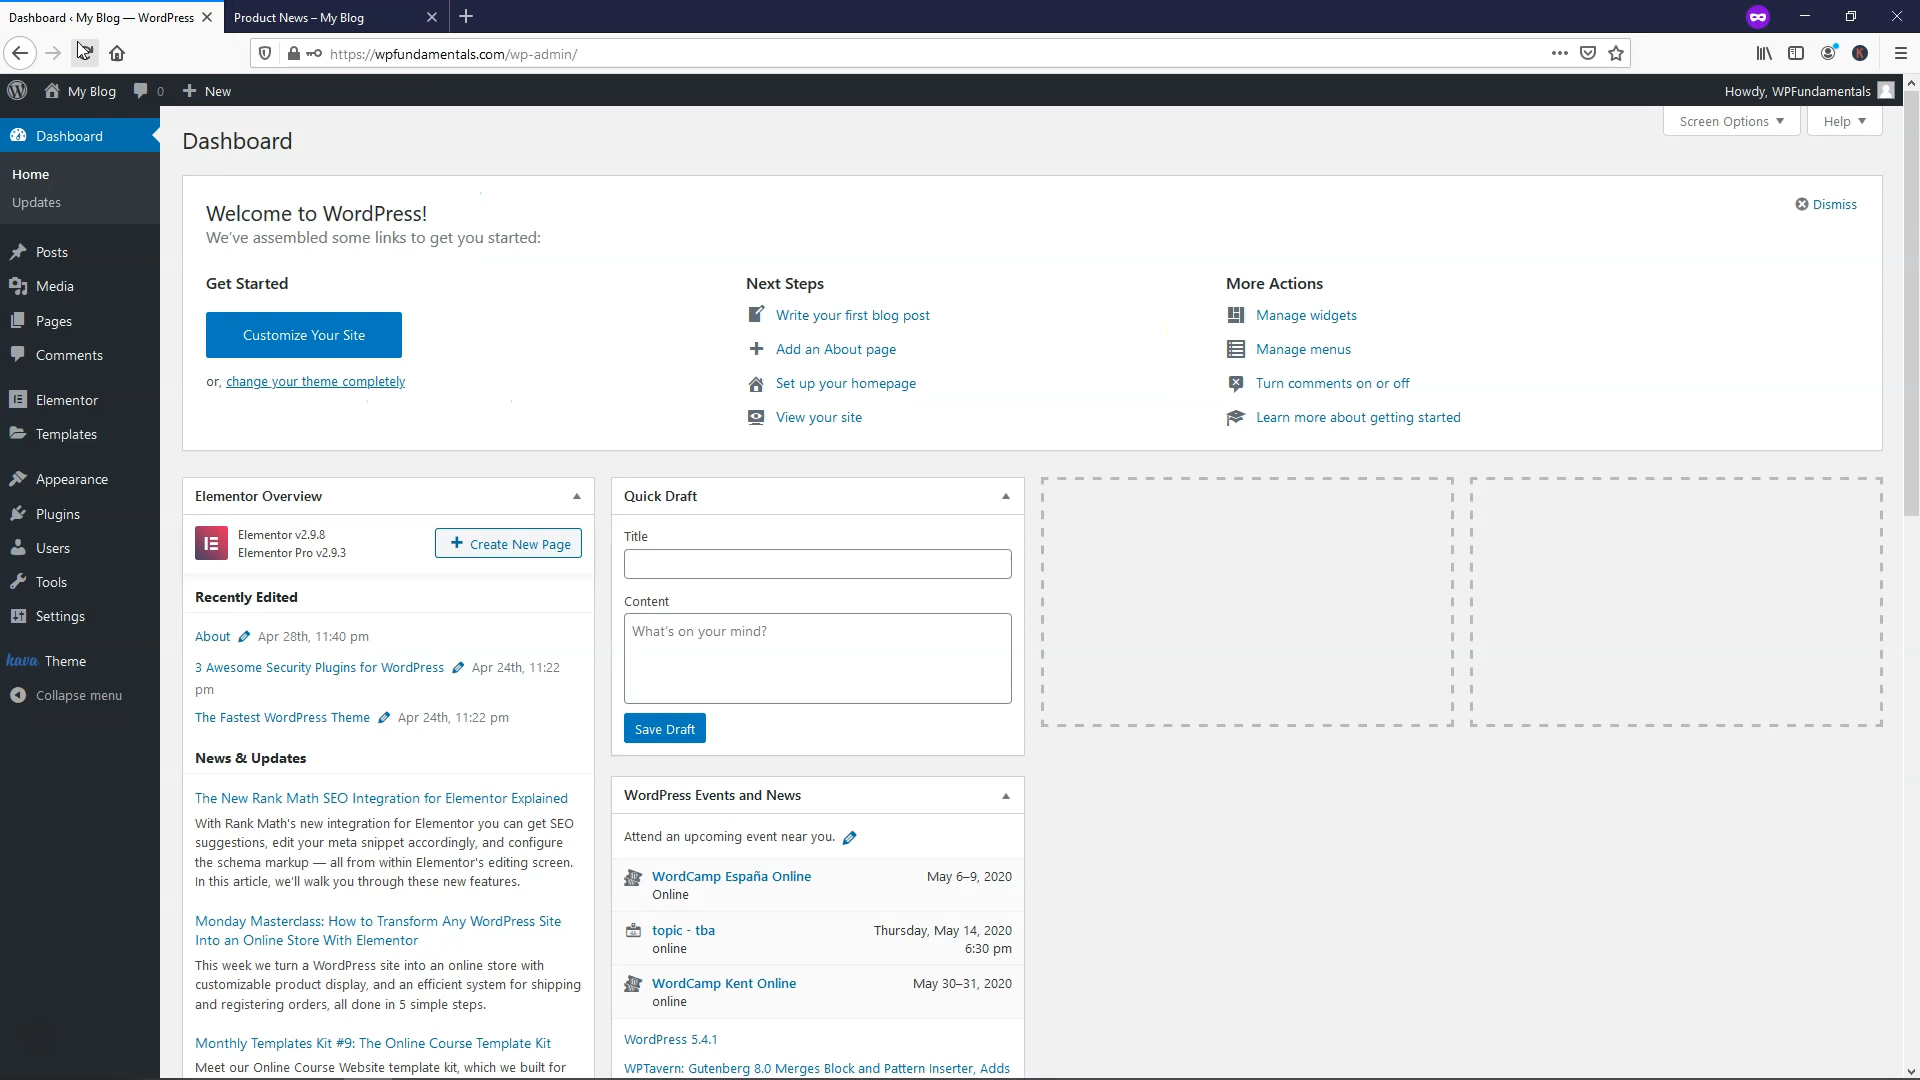 Dashboard ‹ My Blog — WordPress
Product News – My Blog
https://wpfundamentals.com/wp-admin/
K
My Blog
0
New
Howdy, WPFundamentals
Dashboard
Home
Updates
Posts
Media
Pages
Comments
Elementor
Templates
Appearance
Plugins
Users
Tools
Settings
kava Theme
Collapse menu
Dashboard
Screen Options
Help
Welcome to WordPress!
We've assembled some links to get you started:
Dismiss
Get Started
Customize Your Site
or, change your theme completely
Next Steps
Write your first blog post
Add an About page
Set up your homepage
View your site
More Actions
Manage widgets
Manage menus
Turn comments on or off
Learn more about getting started
Elementor Overview
Elementor v2.9.8
Elementor Pro v2.9.3
Create New Page
Recently Edited
About Apr 28th, 11:40 pm
3 Awesome Security Plugins for WordPress Apr 24th, 11:22
pm
The Fastest WordPress Theme Apr 24th, 11:22 pm
News & Updates
The New Rank Math SEO Integration for Elementor Explained
With Rank Math's new integration for Elementor you can get SEO
suggestions, edit your meta snippet accordingly, and configure
the schema markup — all from within Elementor's editing screen.
In this article, we'll walk you through these new features.
Monday Masterclass: How to Transform Any WordPress Site
Into an Online Store With Elementor
This week we turn a WordPress site into an online store with
customizable product display, and an efficient system for shipping
and registering orders, all done in 5 simple steps.
Monthly Templates Kit #9: The Online Course Template Kit
Meet our Online Course Website template kit, which we built for
Quick Draft
Title
Content
What's on your mind?
Save Draft
WordPress Events and News
Attend an upcoming event near you.
WordCamp España Online May 6–9, 2020
Online
topic - tba Thursday, May 14, 2020
online 6:30 pm
WordCamp Kent Online May 30–31, 2020
online
WordPress 5.4.1
WPTavern: Gutenberg 8.0 Merges Block and Pattern Inserter, Adds